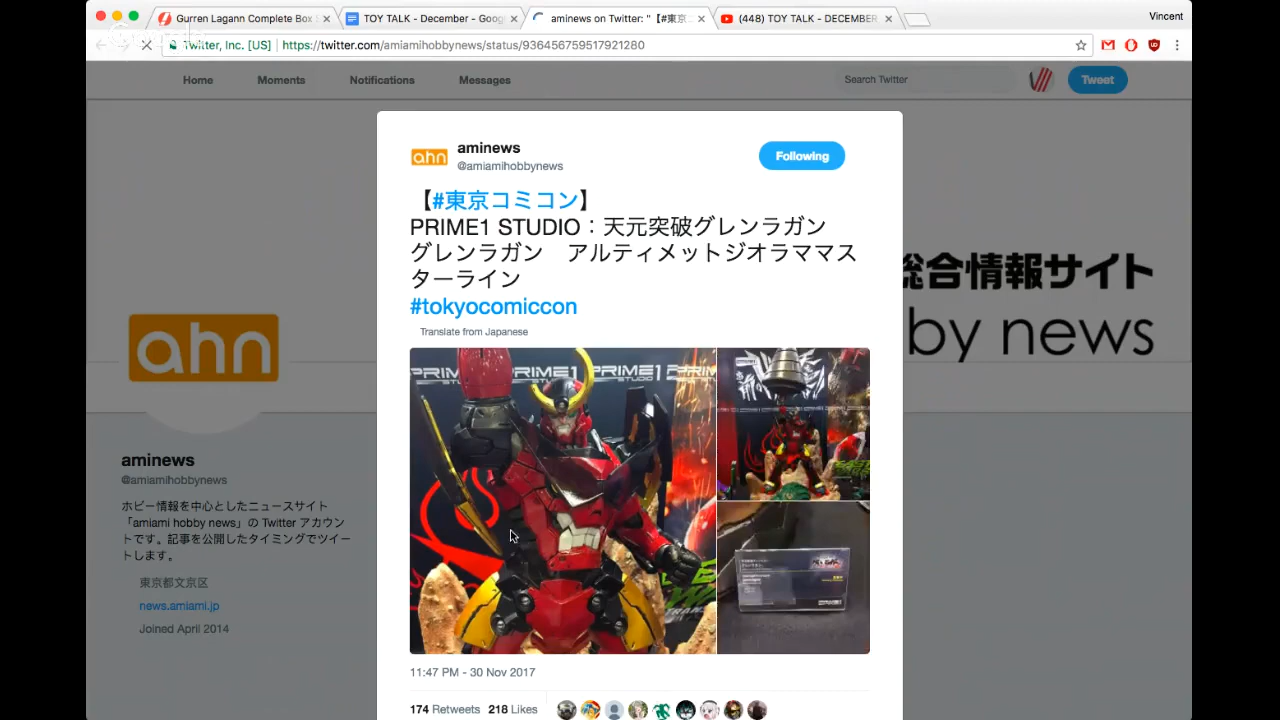 Gurren Lagann Complete Box
TOY TALK - December - Goog
aminews on Twitter: "【#東京
(448) TOY TALK - DECEMBER
Vincent
Twitter, Inc. [US]
https://twitter.com/amiamihobbynews/status/936456759517921280
Home
Moments
Notifications
Messages
Search Twitter
Tweet
ahn
aminews
@amiamihobbynews
Following
【#東京コミコン】
PRIME1 STUDIO：天元突破グレンラガン
グレンラガン　アルティメットジオラママス
ターライン
#tokyocomiccon
Translate from Japanese
総合情報サイト
by news
ahn
PRIME1
STUDIO
PRIME1
STUDIO
PRIME1
aminews
@amiamihobbynews
ホビー情報を中心としたニュースサイト
「amiami hobby news」の Twitter アカウン
トです。記事を公開したタイミングでツイー
トします。
東京都文京区
news.amiami.jp
Joined April 2014
11:47 PM - 30 Nov 2017
174 Retweets 218 Likes